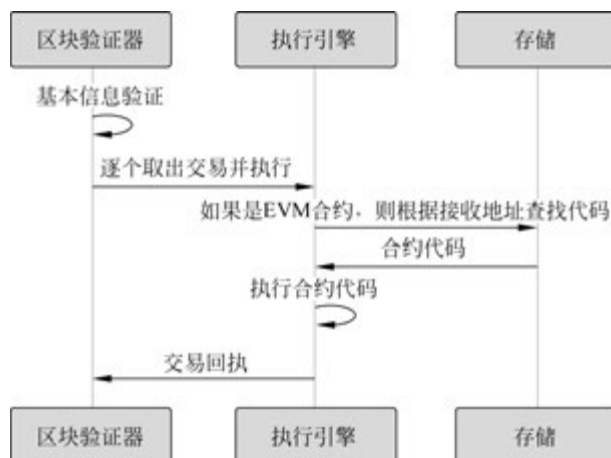 区块验证器 执行引擎 存储
基本信息验证
逐个取出交易并执行
如果是EVM合约，则根据接收地址查找代码
合约代码
执行合约代码
交易回执
区块验证器 执行引擎 存储